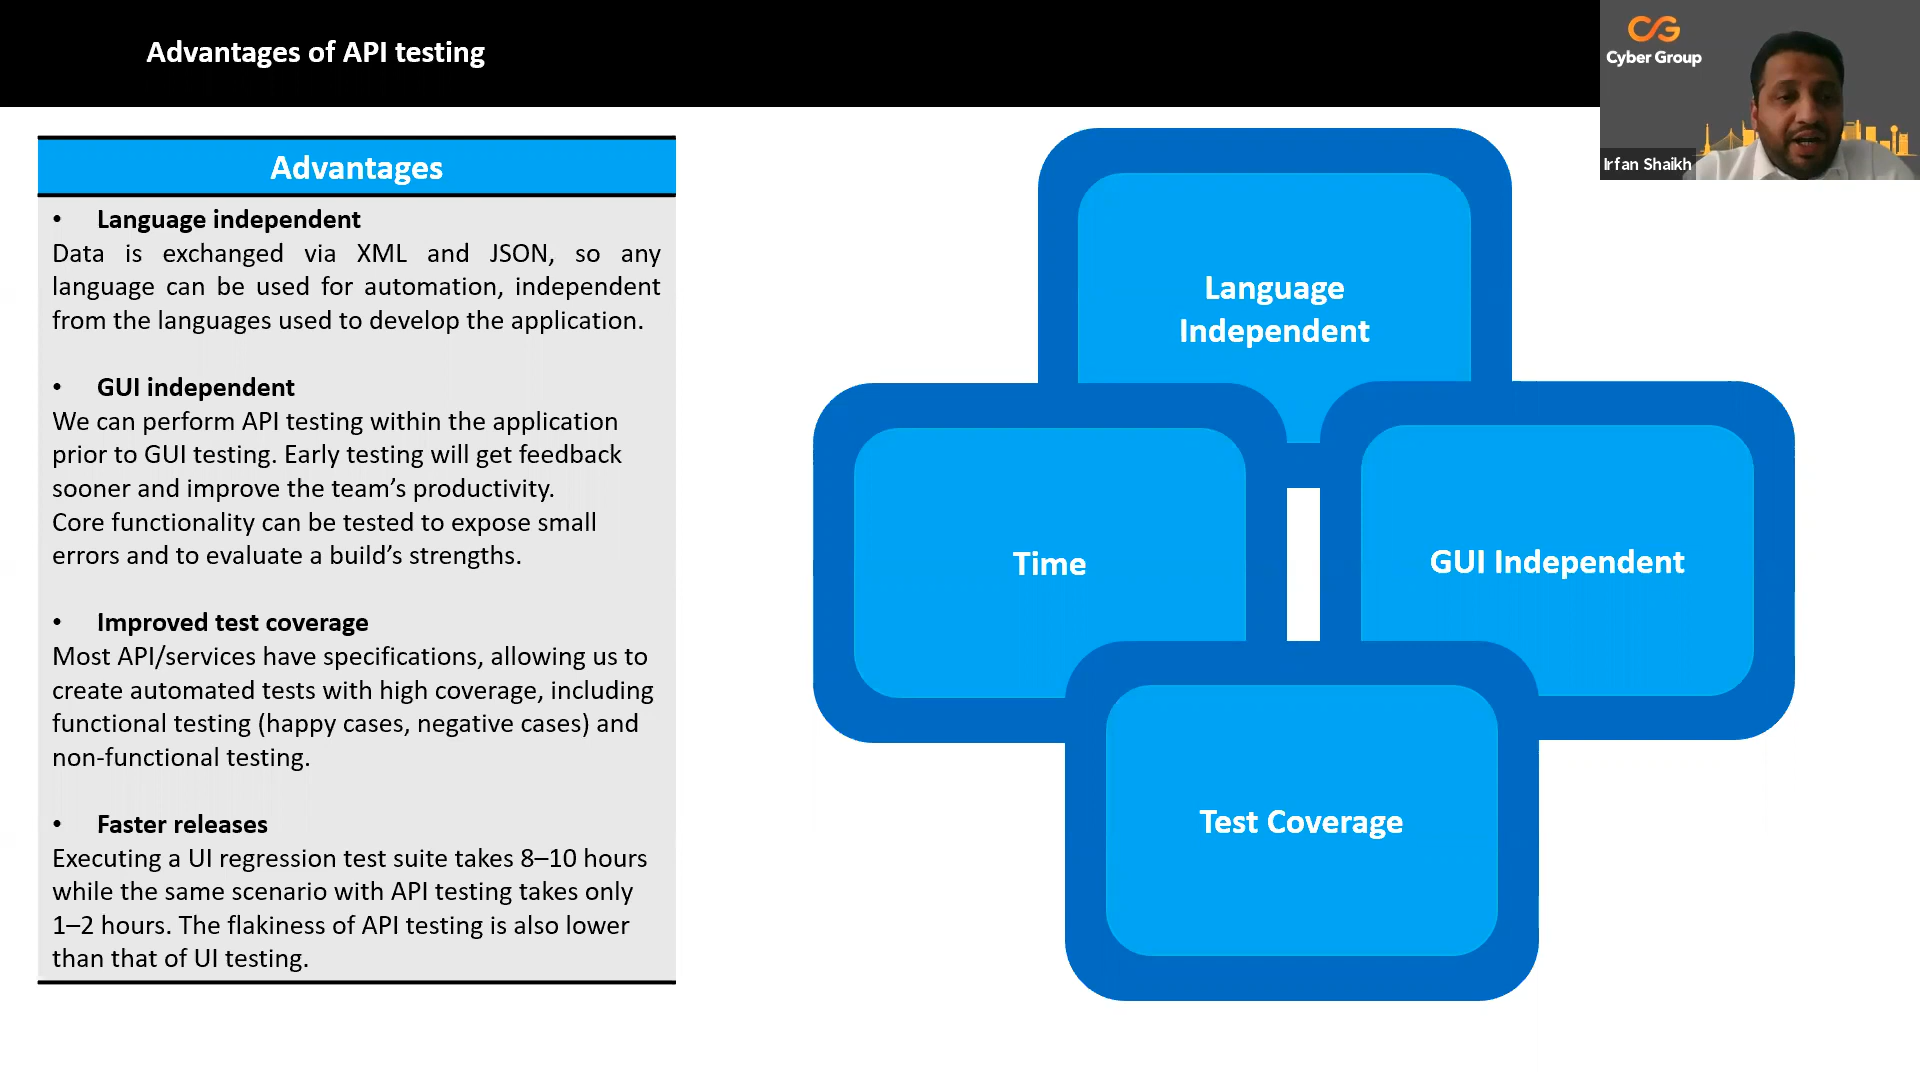 Advantages of API testing
Cyber Group
Irfan Shaikh
Advantages
• Language independent
Data is exchanged via XML and JSON, so any
language can be used for automation, independent
from the languages used to develop the application.
• GUI independent
We can perform API testing within the application
prior to GUI testing. Early testing will get feedback
sooner and improve the team’s productivity.
Core functionality can be tested to expose small
errors and to evaluate a build’s strengths.
• Improved test coverage
Most API/services have specifications, allowing us to
create automated tests with high coverage, including
functional testing (happy cases, negative cases) and
non-functional testing.
• Faster releases
Executing a UI regression test suite takes 8–10 hours
while the same scenario with API testing takes only
1–2 hours. The flakiness of API testing is also lower
than that of UI testing.
Language
Independent
Time
GUI Independent
Test Coverage